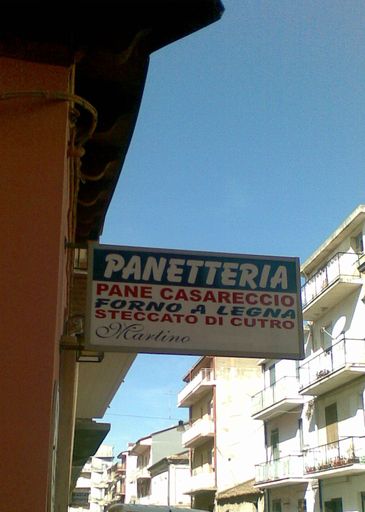 PANETTERIA
PANE CASARECCIO
FORNO A LEGNA
STECCATO DI CUTRO
Martino